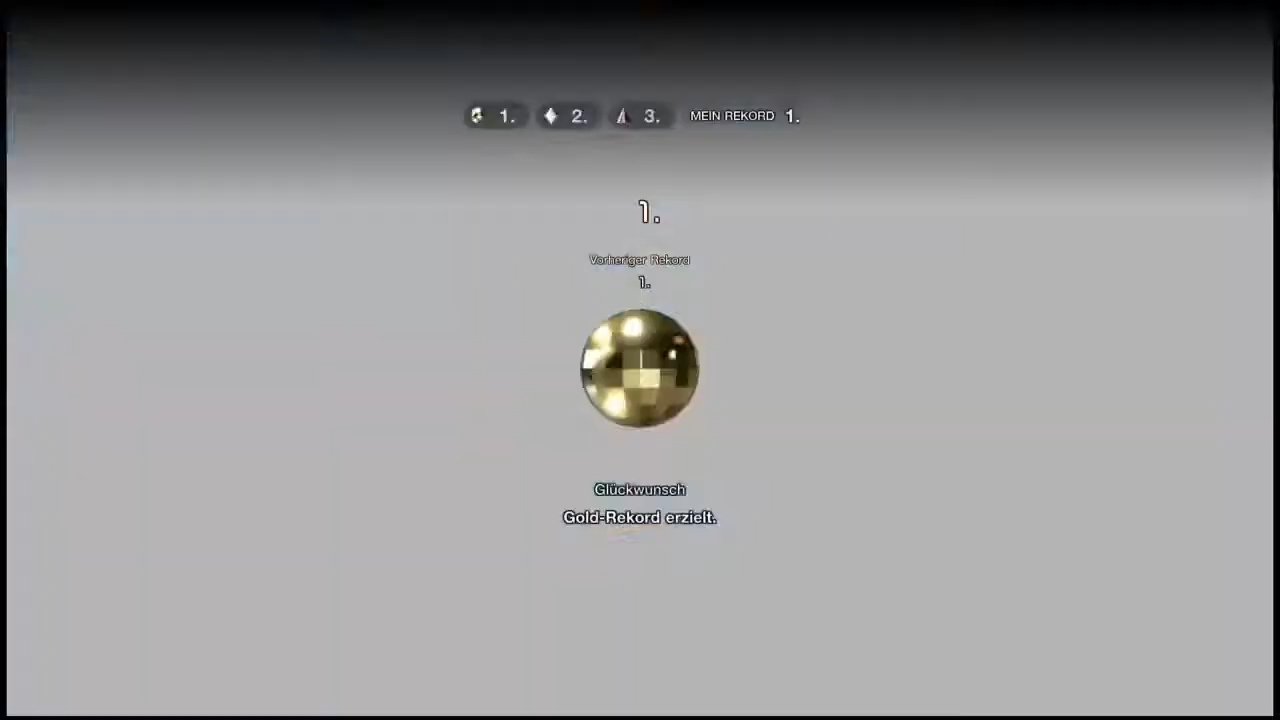 1. 2. 3. MEIN REKORD 1.
1.
Vorheriger Rekord
1.
Glückwunsch
Gold-Rekord erzielt.